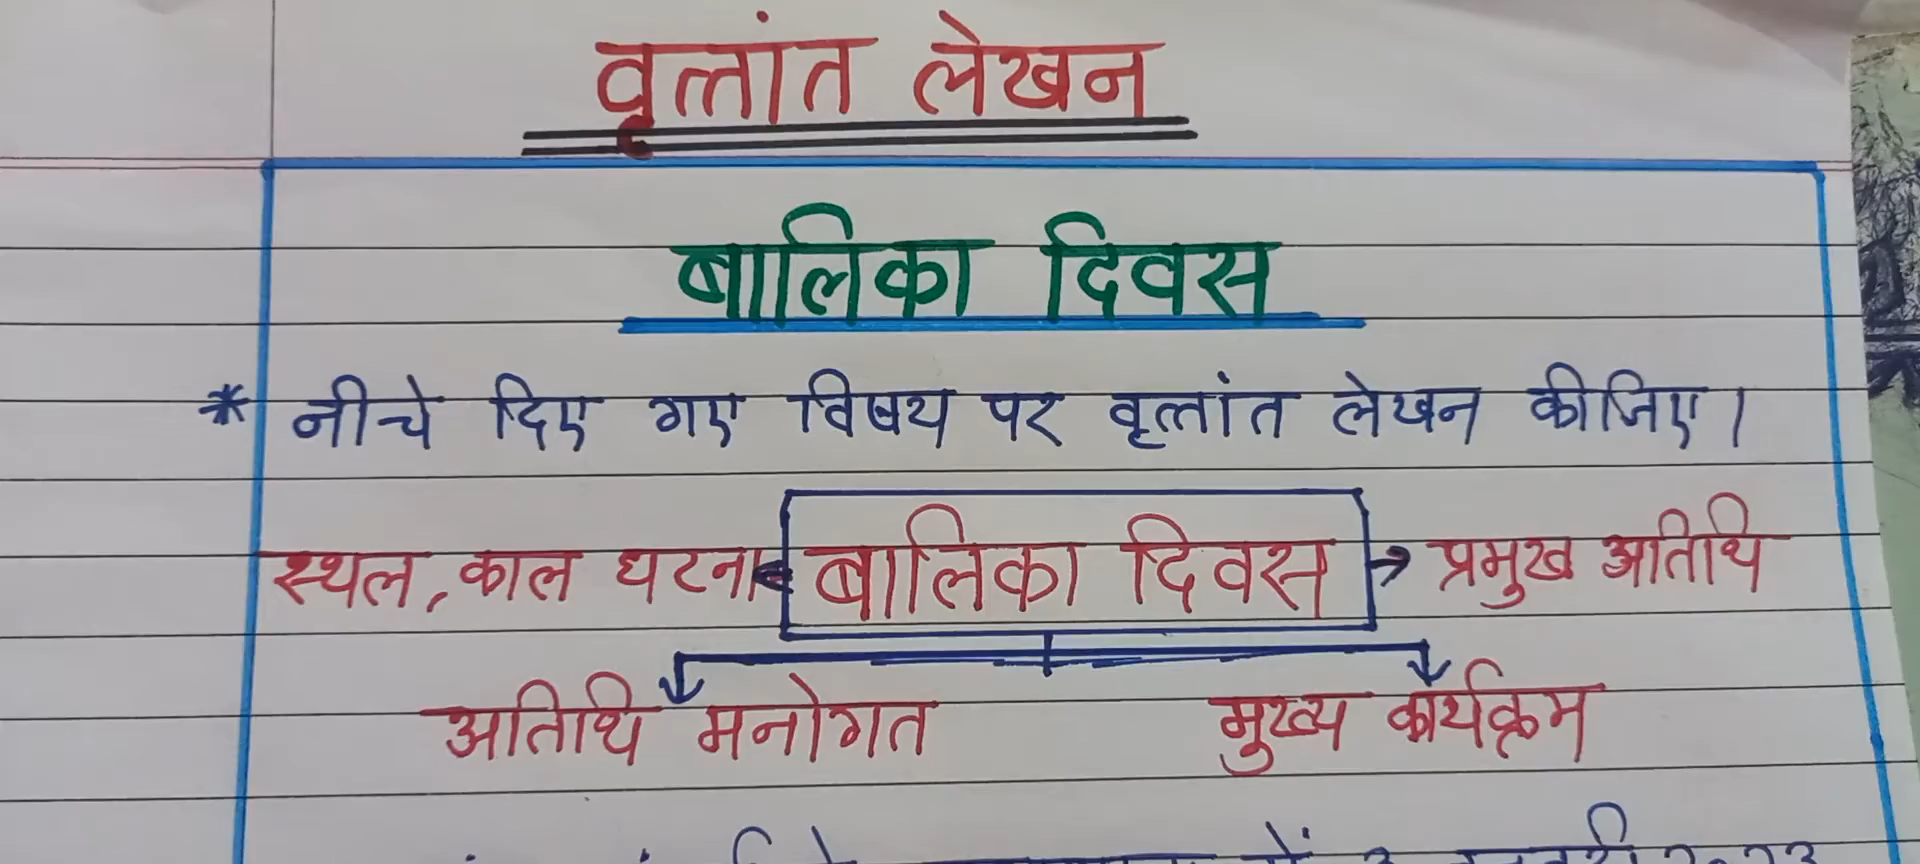 वृत्तांत लेखन
बालिका दिवस
* नीचे दिए गए विषय पर वृत्तांत लेखन कीजिए।
स्थल, काल घटना ← बालिका दिवस → प्रमुख अतिथि
अतिथि मनोगत मुख्य कार्यक्रम